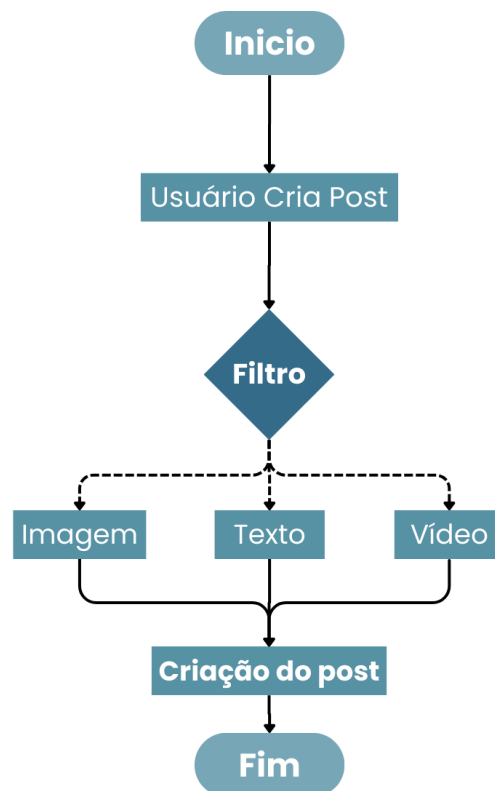 Inicio
Usuário Cria Post
Filtro
Imagem
Texto
Vídeo
Criação do post
Fim